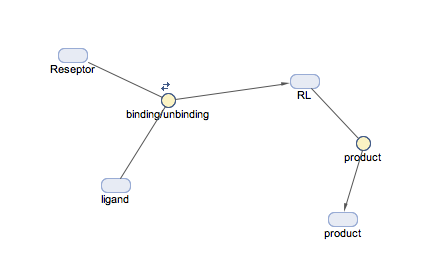 Reseptor
binding/unbinding
RL
product
ligand
product